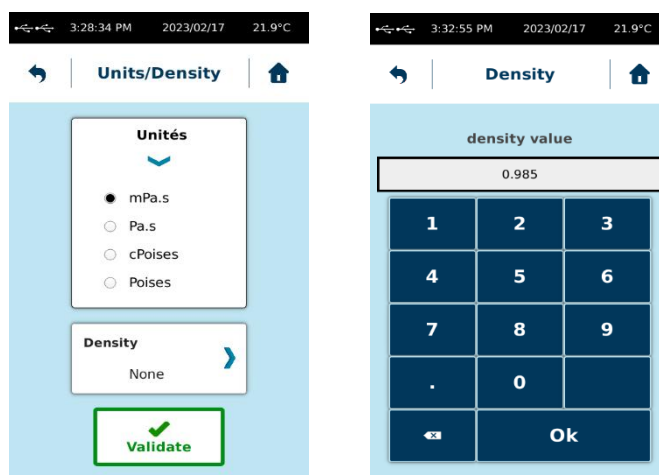 3:28:34 PM 2023/02/17 21.9°C
Units/Density
Unités
mPa.s
Pa.s
cPoises
Poises
Density
None
Validate
3:32:55 PM 2023/02/17 21.9°C
Density
density value
0.985
1 2 3
4 5 6
7 8 9
. 0
Ok